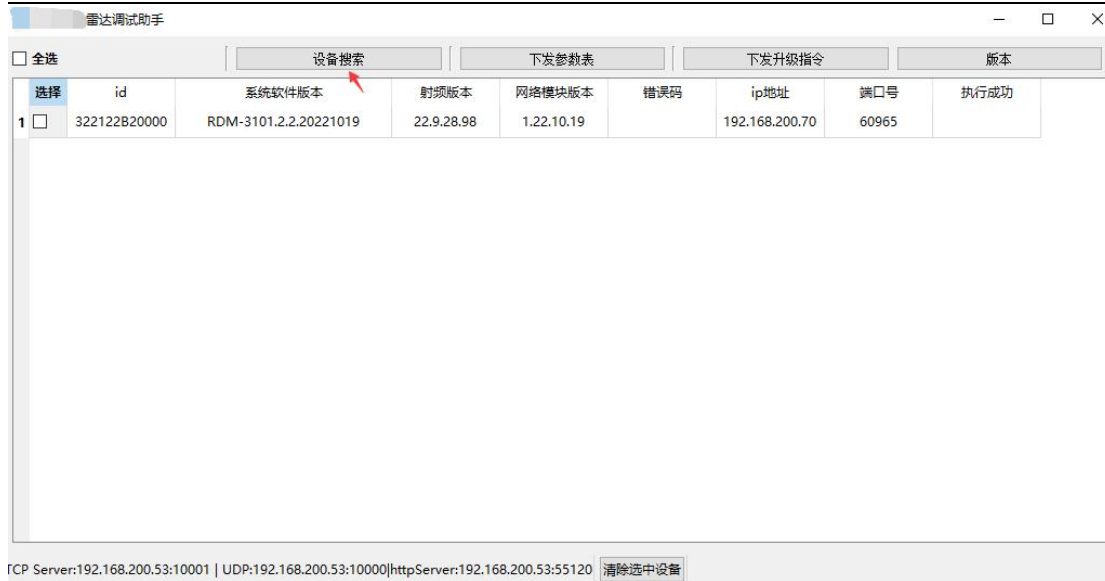 雷达调试助手
全选 设备搜索 下发参数表 下发升级指令 版本
选择 id 系统软件版本 射频版本 网络模块版本 错误码 ip地址 端口号 执行成功
1 322122B20000 RDM-3101.2.2.20221019 22.9.28.98 1.22.10.19 192.168.200.70 60965
TCP Server:192.168.200.53:10001 | UDP:192.168.200.53:10000|httpServer:192.168.200.53:55120 清除选中设备